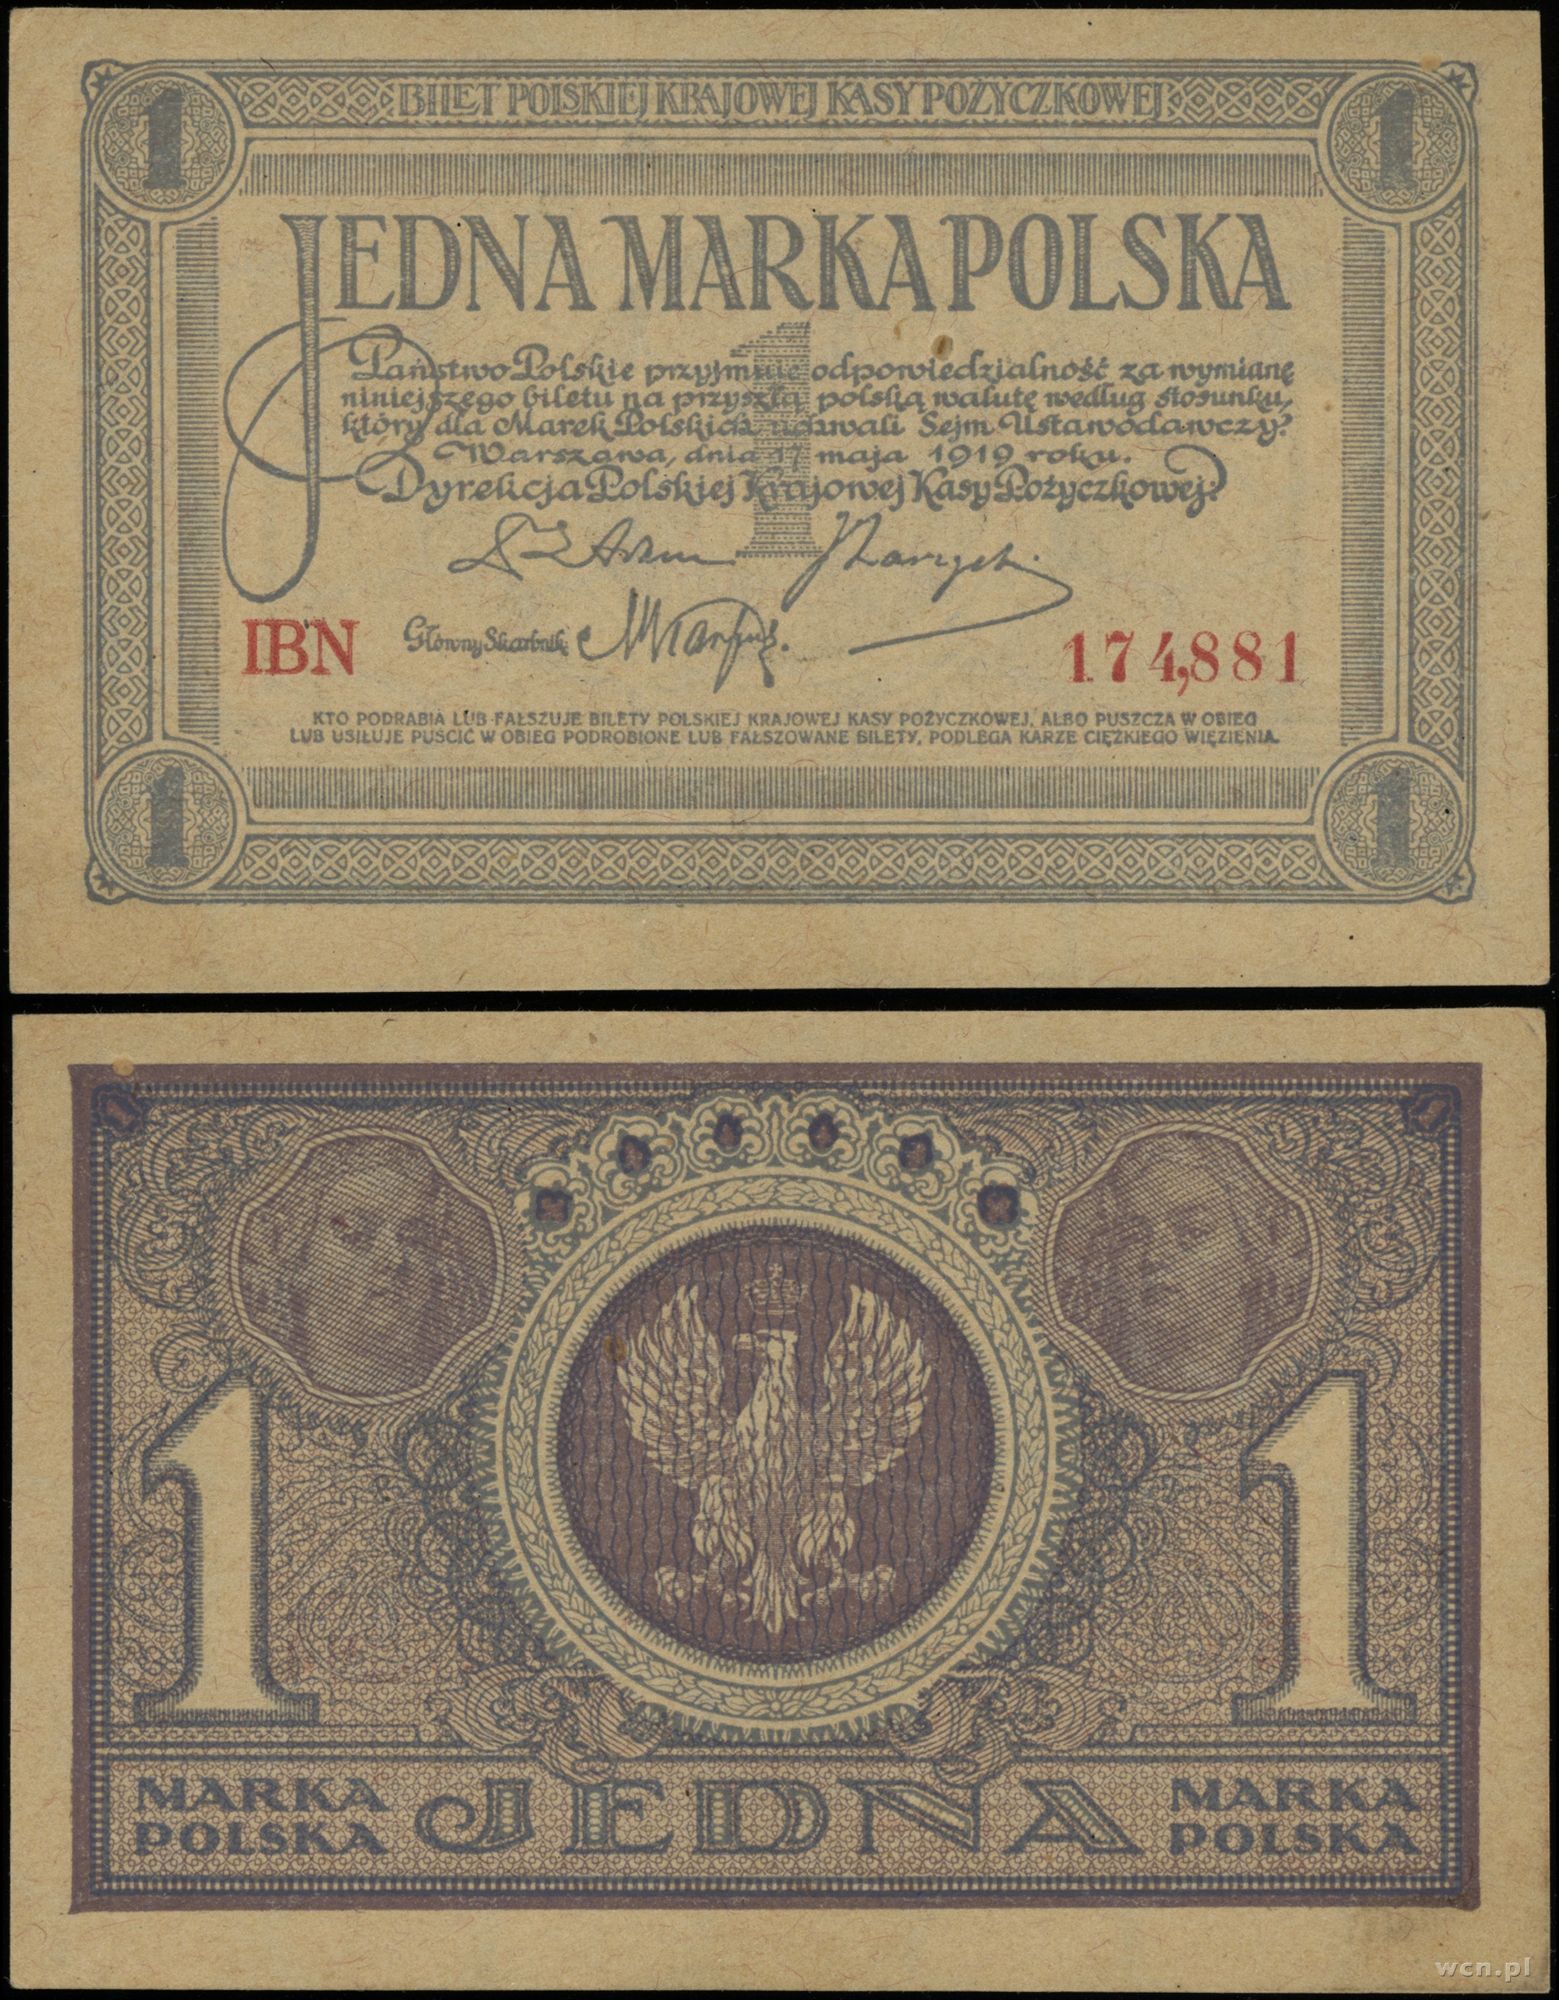 1 BILET POLSKIEJ KRAJOWEJ KASY POŻYCZKOWEJ 1
JEDNA MARKA POLSKA
1
Państwo Polskie przyjmuje odpowiedzialność za wymianę
niniejszego biletu na przyszłą polską walutę według stosunku,
który dla Marek Polskich uchwali Sejm Ustawodawczy.
Warszawa, dnia 17 maja 1919 roku.
Dyrekcja Polskiej Krajowej Kasy Pożyczkowej.
IBN Główny Skarbnik: 174,881
KTO PODRABIA LUB FAŁSZUJE BILETY POLSKIEJ KRAJOWEJ KASY POŻYCZKOWEJ, ALBO PUSZCZA W OBIEG
LUB USIŁUJE PUŚCIĆ W OBIEG PODROBIONE LUB FAŁSZOWANE BILETY, PODLEGA KARZE CIĘŻKIEGO WIĘZIENIA.
1 1
1 1
1 1
MARKA POLSKA JEDNA MARKA POLSKA
wcn.pl